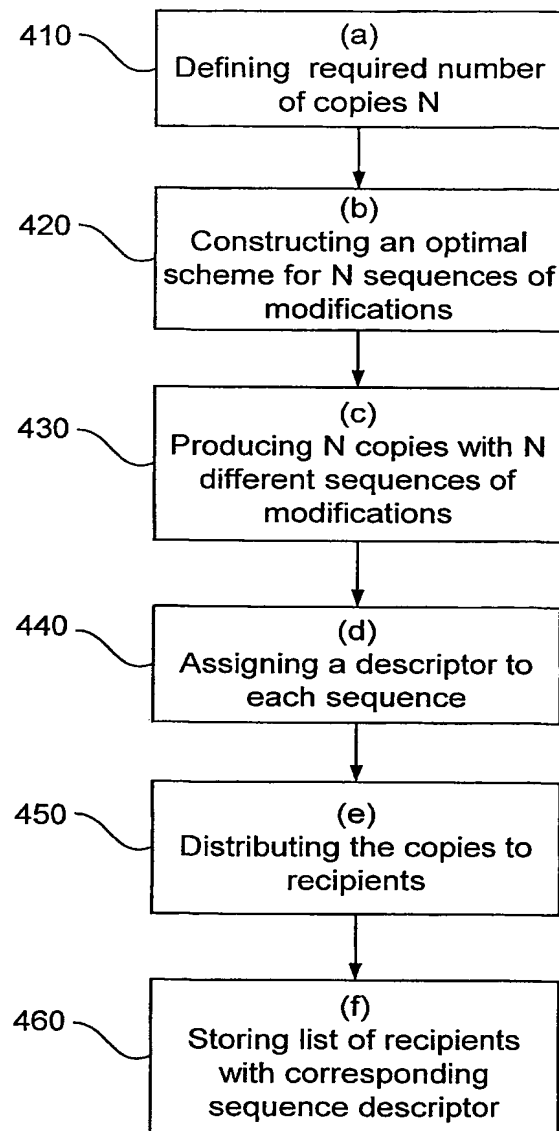 410
(a)
Defining required number
of copies N
420
(b)
Constructing an optimal
scheme for N sequences of
modifications
430
(c)
Producing N copies with N
different sequences of
modifications
440
(d)
Assigning a descriptor to
each sequence
450
(e)
Distributing the copies to
recipients
460
(f)
Storing list of recipients
with corresponding
sequence descriptor